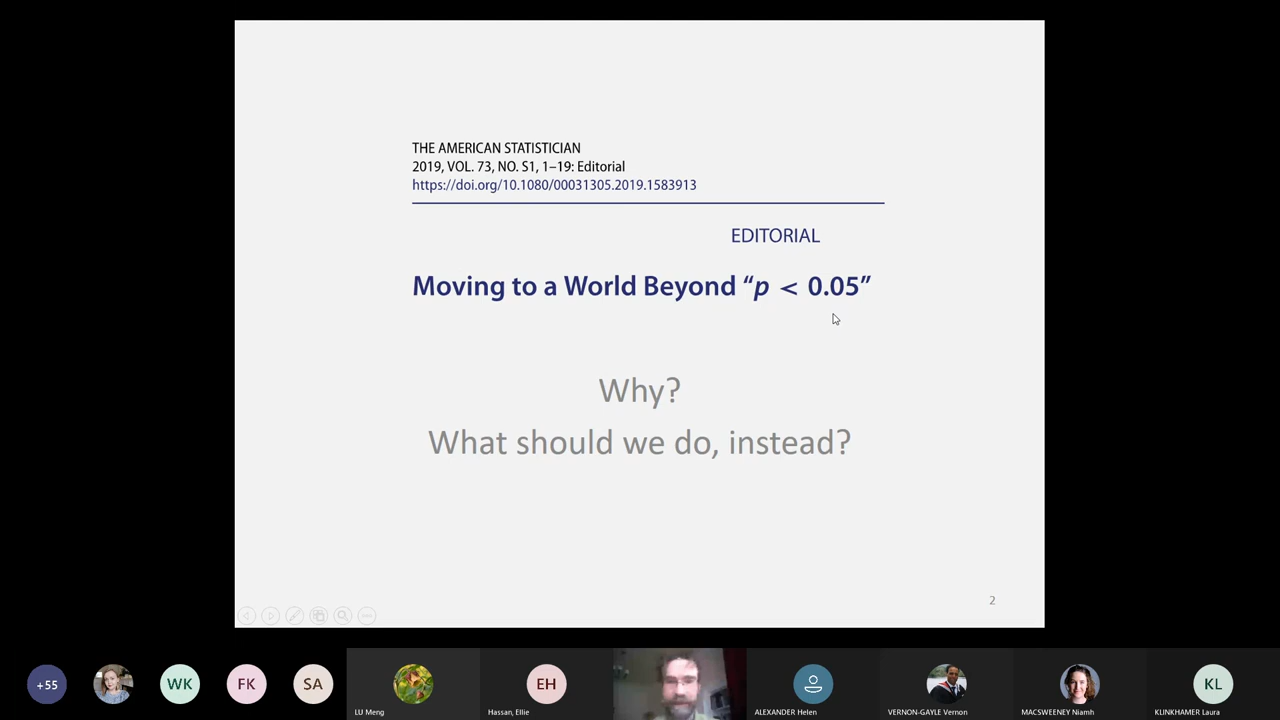 THE AMERICAN STATISTICIAN
2019, VOL. 73, NO. S1, 1–19: Editorial
https://doi.org/10.1080/00031305.2019.1583913
EDITORIAL
Moving to a World Beyond “p < 0.05”
Why?
What should we do, instead?
2
+55
WK
FK
SA
LU Meng
EH
Hassan, Ellie
ALEXANDER Helen
VERNON-GAYLE Vernon
MACSWEENEY Niamh
KL
KLINKHAMER Laura